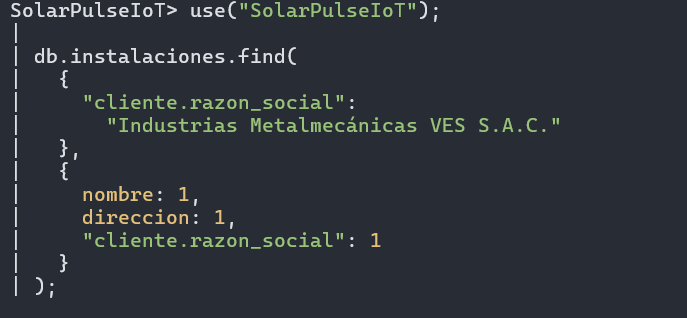 SolarPulseIoT> use("SolarPulseIoT");
|
| db.instalaciones.find(
|   {
|     "cliente.razon_social":
|       "Industrias Metalmecánicas VES S.A.C."
|   },
|   {
|     nombre: 1,
|     direccion: 1,
|     "cliente.razon_social": 1
|   }
| );